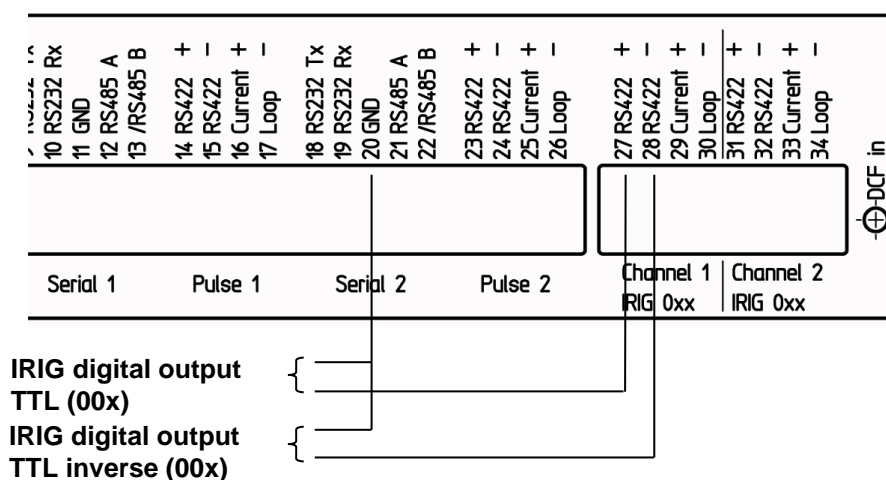 10 RS232 Rx
11 GND
12 RS485 A
13 /RS485 B
14 RS422 +
15 RS422 −
16 Current +
17 Loop −
18 RS232 Tx
19 RS232 Rx
20 GND
21 RS485 A
22 /RS485 B
23 RS422 +
24 RS422 −
25 Current +
26 Loop −
27 RS422 +
28 RS422 −
29 Current +
30 Loop −
31 RS422 +
32 RS422 −
33 Current +
34 Loop −
DCF in
Serial 1
Pulse 1
Serial 2
Pulse 2
Channel 1
IRIG 0xx
Channel 2
IRIG 0xx
IRIG digital output
TTL (00x)
IRIG digital output
TTL inverse (00x)